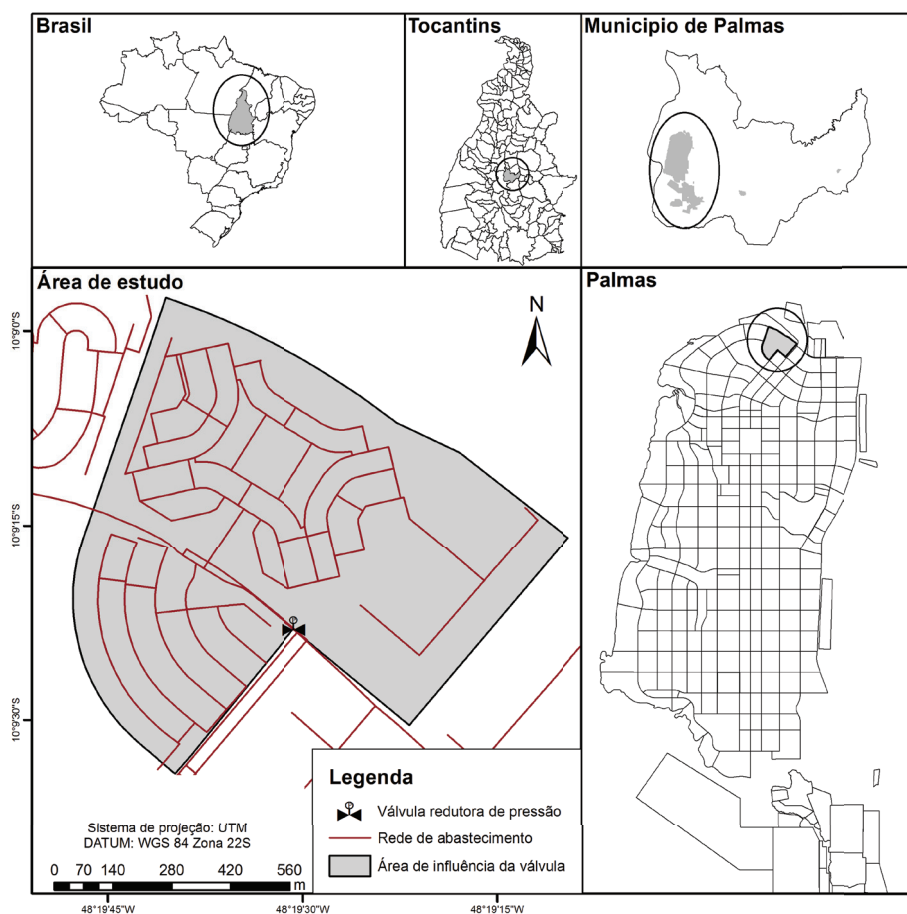 Brasil
Tocantins
Municipio de Palmas
Área de estudo
Palmas
N
10°9'0"S
10°9'15"S
10°9'30"S
Legenda
Válvula redutora de pressão
Rede de abastecimento
Área de influência da válvula
Sistema de projeção: UTM
DATUM: WGS 84 Zona 22S
0 70 140 280 420 560
m
48°19'45"W
48°19'30"W
48°19'15"W